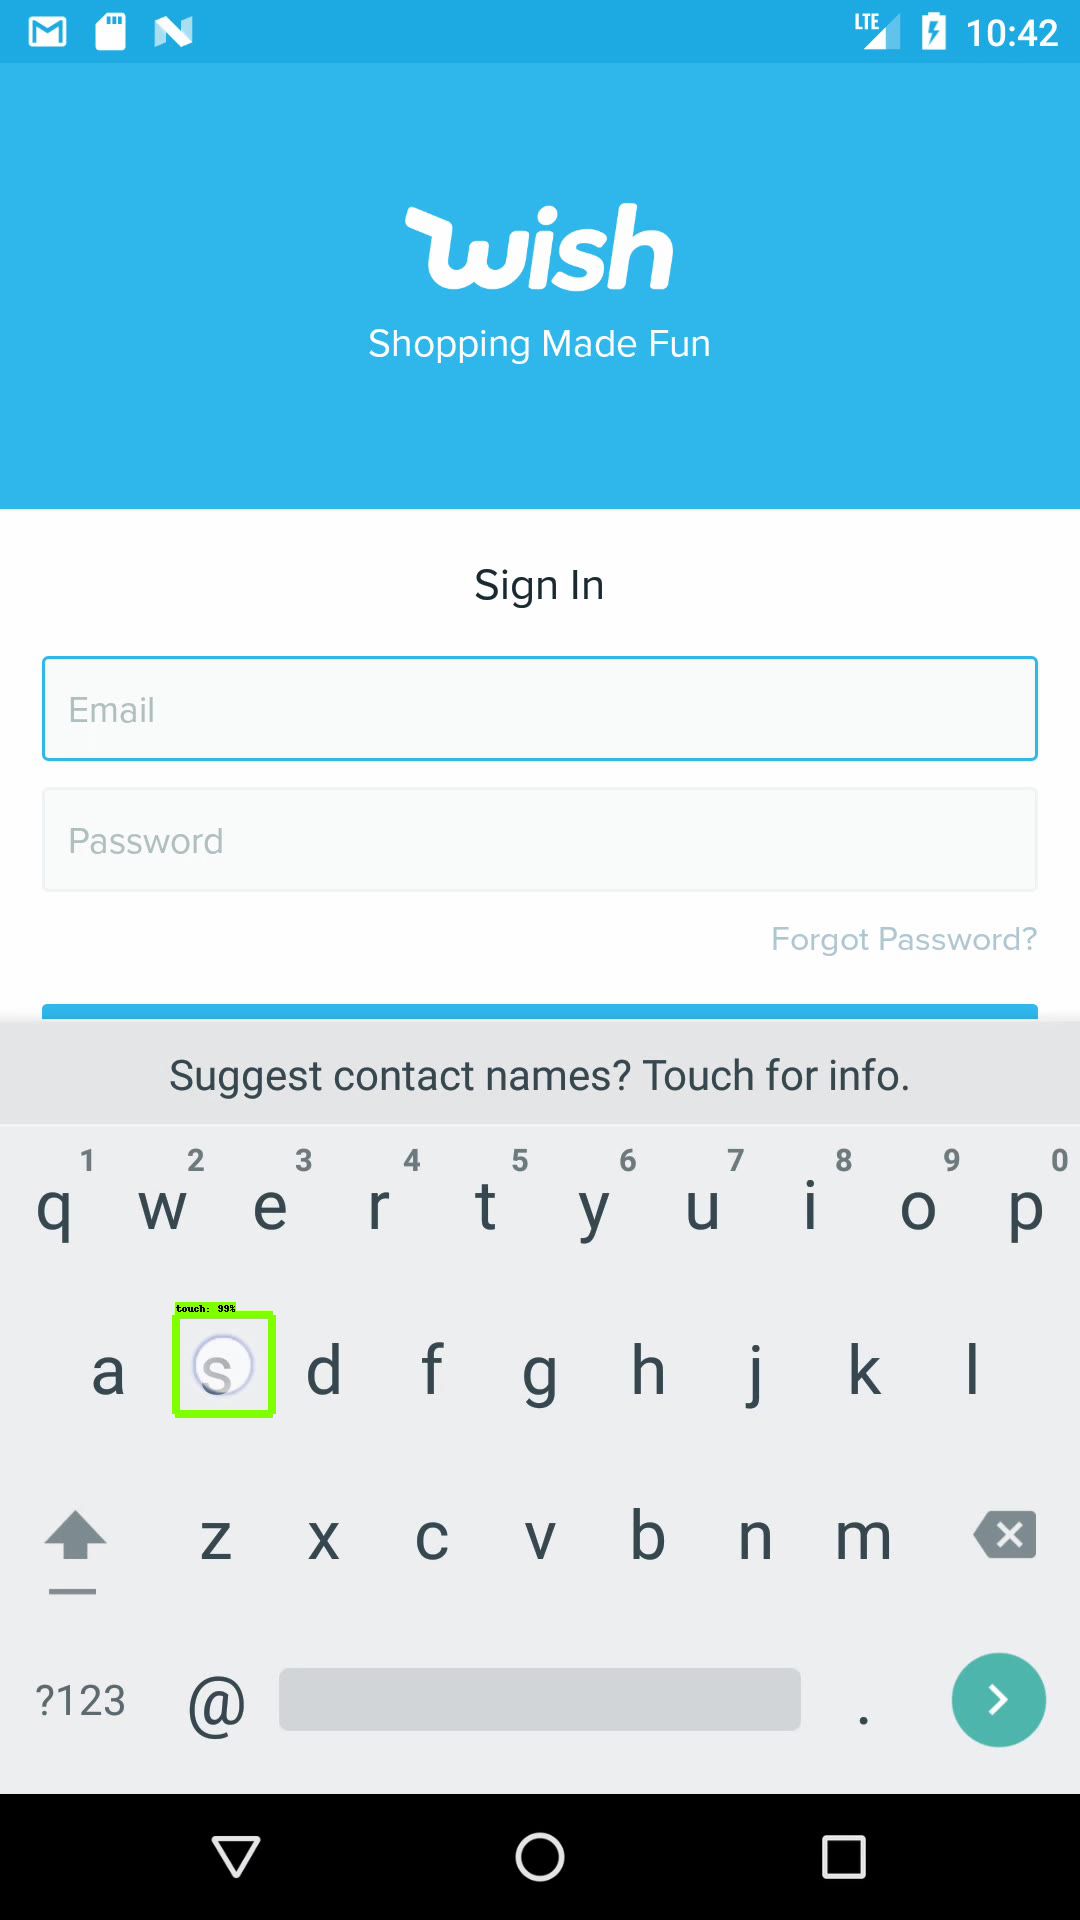 LTE 10:42
wish
Shopping Made Fun
Sign In
Email
Password
Forgot Password?
Suggest contact names? Touch for info.
1 2 3 4 5 6 7 8 9 0
q w e r t y u i o p
touch: 99%
a s d f g h j k l
z x c v b n m
?123 @ .